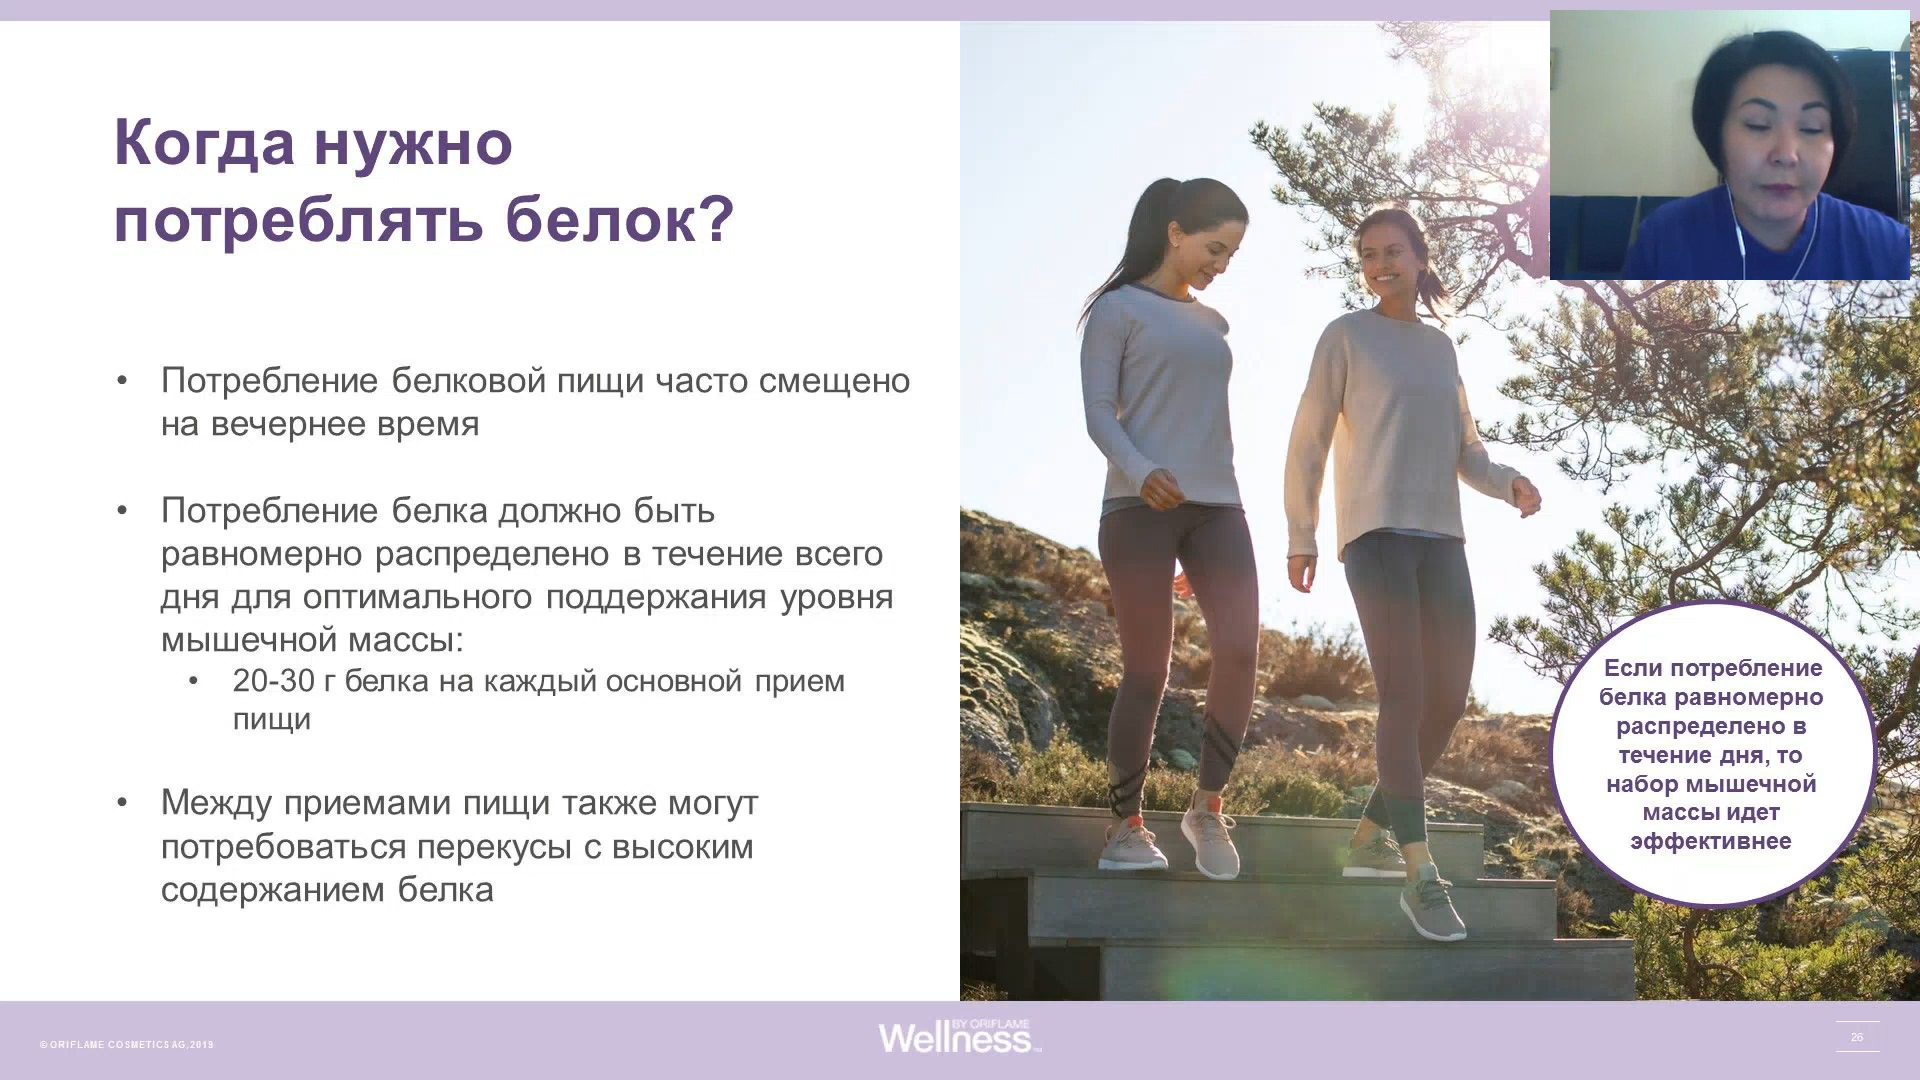 Когда нужно
потреблять белок?
• Потребление белковой пищи часто смещено
на вечернее время
• Потребление белка должно быть
равномерно распределено в течение всего
дня для оптимального поддержания уровня
мышечной массы:
• 20-30 г белка на каждый основной прием
пищи
• Между приемами пищи также могут
потребоваться перекусы с высоким
содержанием белка
Если потребление
белка равномерно
распределено в
течение дня, то
набор мышечной
массы идет
эффективнее
© ORIFLAME COSMETICS AG, 2019
BY ORIFLAME
Wellness
26